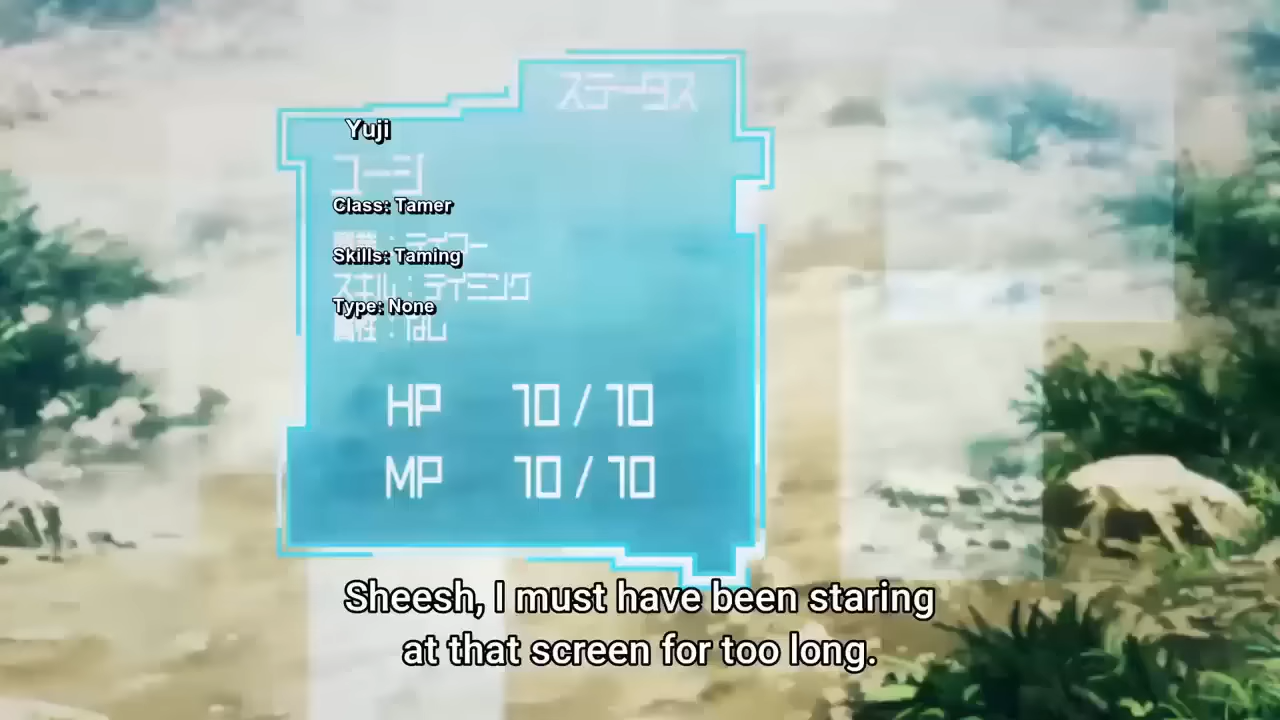 ステータス
Yuji
ユージ
Class: Tamer
職業：テイマー
Skills: Taming
スキル：テイミング
Type: None
属性：なし
HP 10/10
MP 10/10
Sheesh, I must have been staring
at that screen for too long.